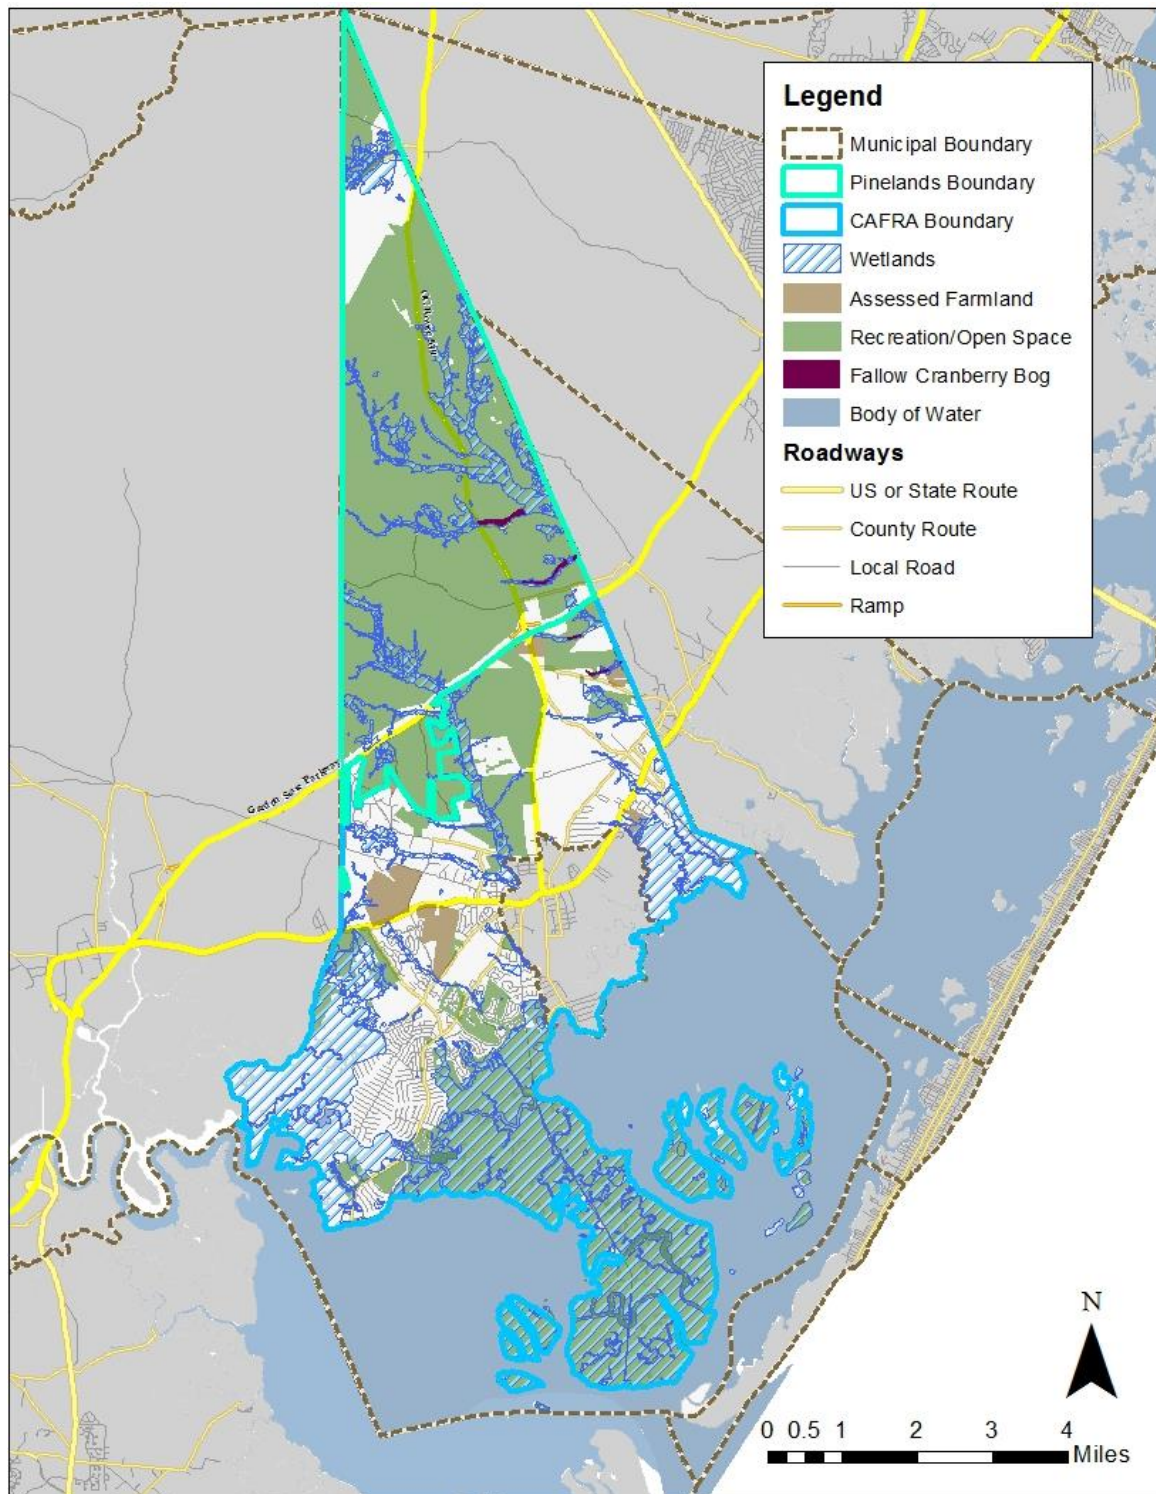 Legend
Municipal Boundary
Pinelands Boundary
CAFRA Boundary
Wetlands
Assessed Farmland
Recreation/Open Space
Fallow Cranberry Bog
Body of Water
Roadways
US or State Route
County Route
Local Road
Ramp
Parkway
N
0 0.5 1 2 3 4
Miles